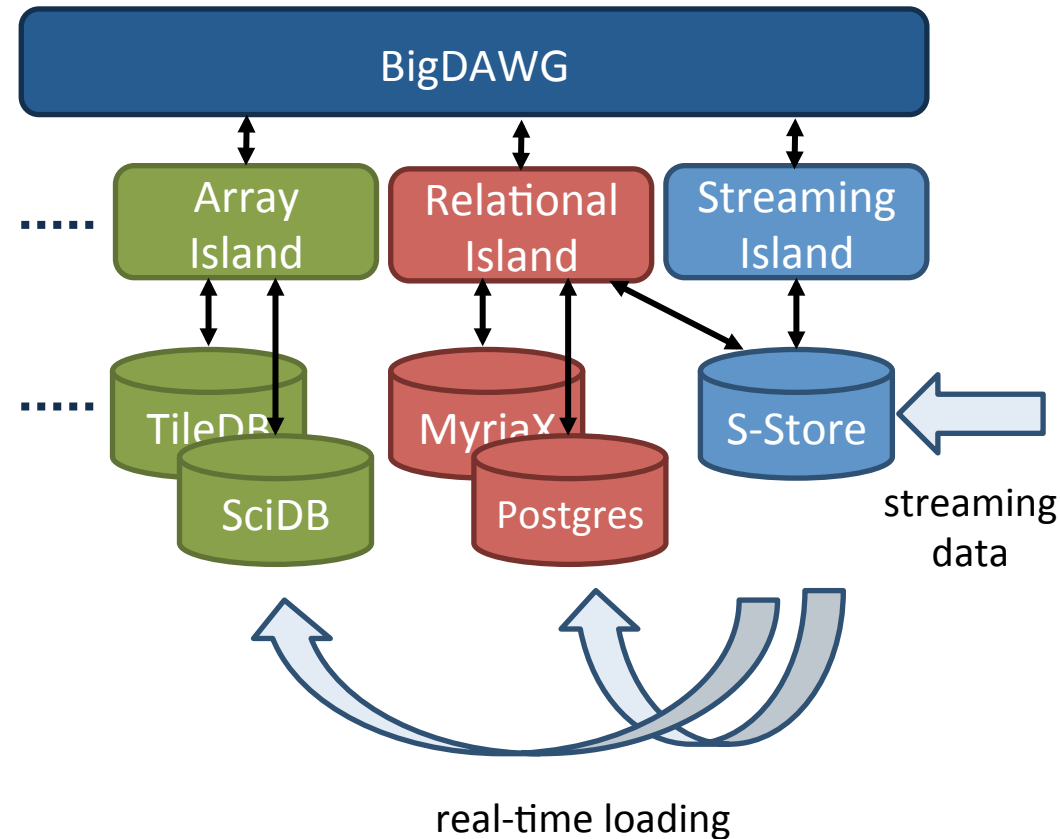 BigDAWG
Array
Island
Relational
Island
Streaming
Island
TileDB
SciDB
MyriaX
Postgres
S-Store
streaming
data
real-time loading